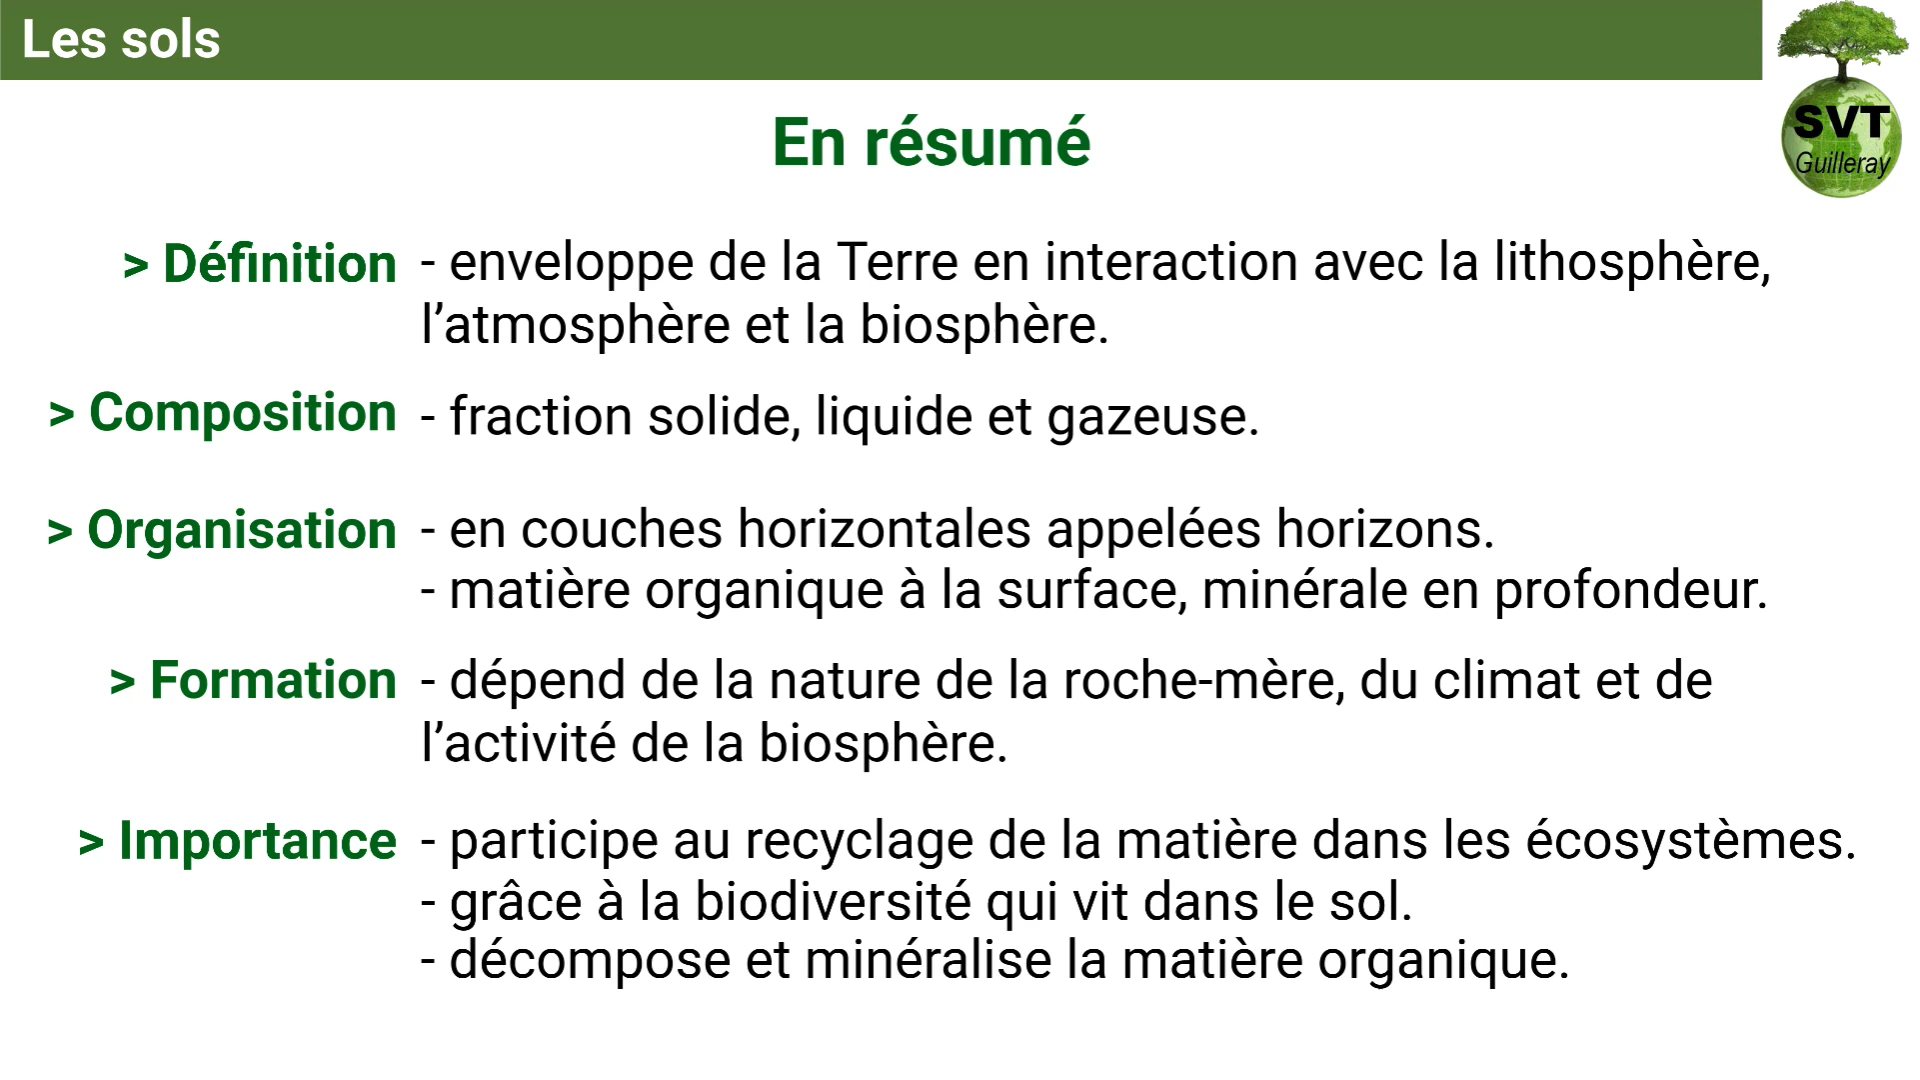 Les sols
SVT
Guilleray
En résumé
> Définition - enveloppe de la Terre en interaction avec la lithosphère,
l’atmosphère et la biosphère.
> Composition - fraction solide, liquide et gazeuse.
> Organisation - en couches horizontales appelées horizons.
- matière organique à la surface, minérale en profondeur.
> Formation - dépend de la nature de la roche-mère, du climat et de
l’activité de la biosphère.
> Importance - participe au recyclage de la matière dans les écosystèmes.
- grâce à la biodiversité qui vit dans le sol.
- décompose et minéralise la matière organique.